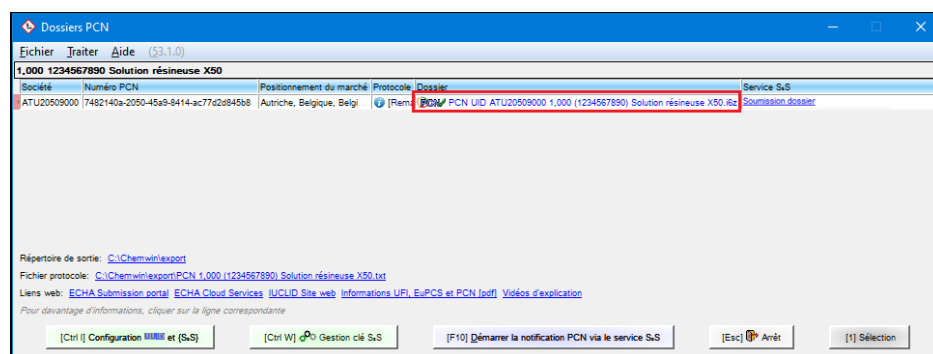 Dossiers PCN
Fichier Traiter Aide (53.1.0)
1,000 1234567890 Solution résineuse X50
Société Numéro PCN Positionnement du marché Protocole Dossier Service S₂S
ATU20509000 7482140a-2050-45a9-8414-ac77d2d845b8 Autriche, Belgique, Belgi [Rem PCN PCN UID ATU20509000 1,000 (1234567890) Solution résineuse X50.i6z Soumission dossier
Répertoire de sortie: C:\Chemwin\export
Fichier protocole: C:\Chemwin\export\PCN 1,000 (1234567890) Solution résineuse X50.txt
Liens web: ECHA Submission portal ECHA Cloud Services IUCLID Site web Informations UFI, EuPCS et PCN [pdf] Vidéos d'explication
Pour davantage d'informations, cliquer sur la ligne correspondante
[Ctrl I] Configuration et {S₂S} [Ctrl W] Gestion clé S₂S [F10] Démarrer la notification PCN via le service S₂S [Esc] Arrêt [1] Sélection